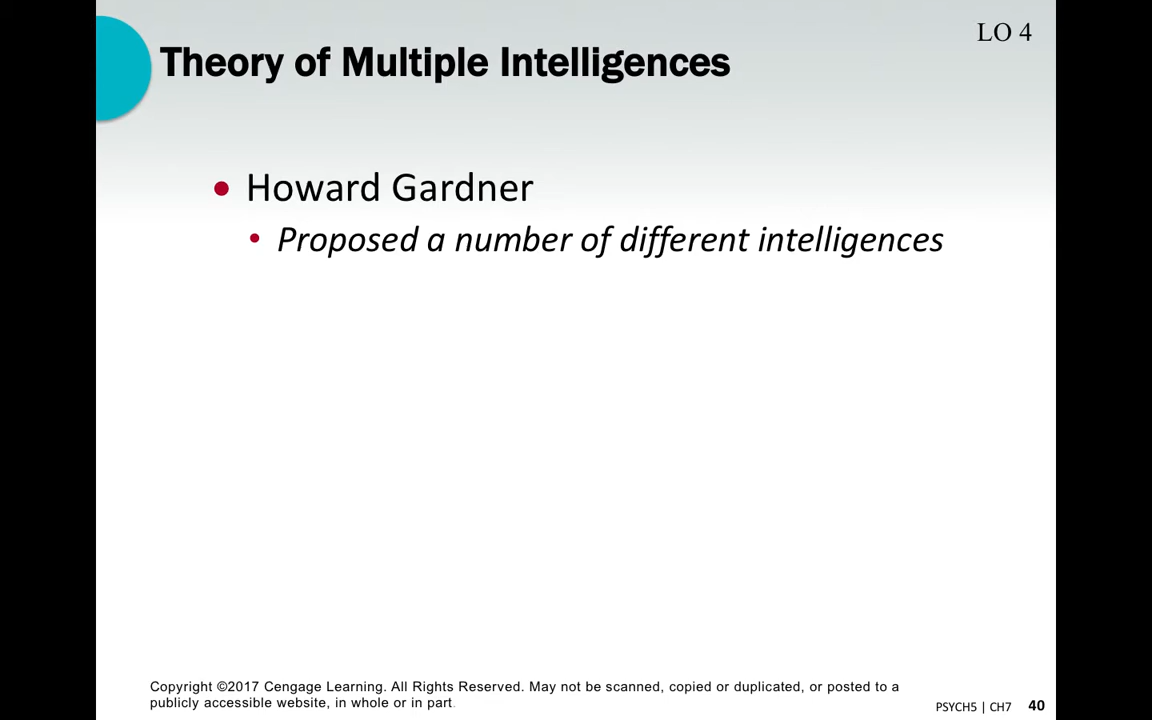 LO 4
Theory of Multiple Intelligences
• Howard Gardner
• Proposed a number of different intelligences
Copyright ©2017 Cengage Learning. All Rights Reserved. May not be scanned, copied or duplicated, or posted to a
publicly accessible website, in whole or in part.
PSYCH5 | CH7 40